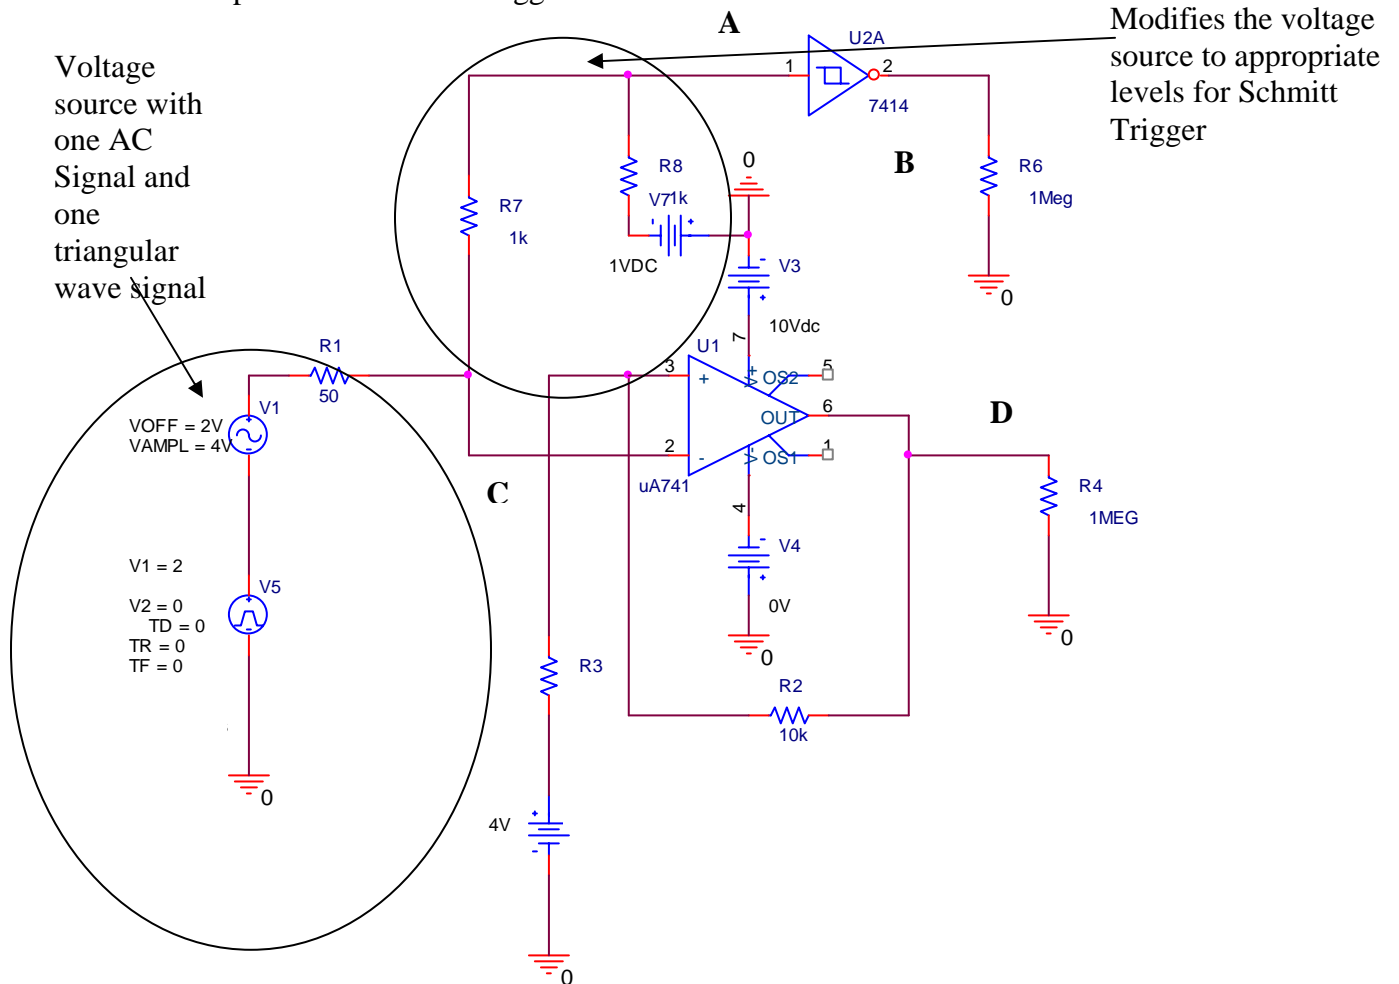 A
Modifies the voltage
source to appropriate
levels for Schmitt
Trigger
Voltage
source with
one AC
Signal and
one
triangular
wave signal
U2A
1
2
7414
B
R6
1Meg
0
R8
1k
V7
1VDC
0
R7
1k
V3
10Vdc
7
U1
R1
50
3
+
2
-
V+
OS2
5
OUT
6
V-
OS1
1
uA741
4
D
C
V1
VOFF = 2V
VAMPL = 4V
R4
1MEG
0
V4
0V
0
V1 = 2
V5
V2 = 0
TD = 0
TR = 0
TF = 0
0
R3
R2
10k
4V
0